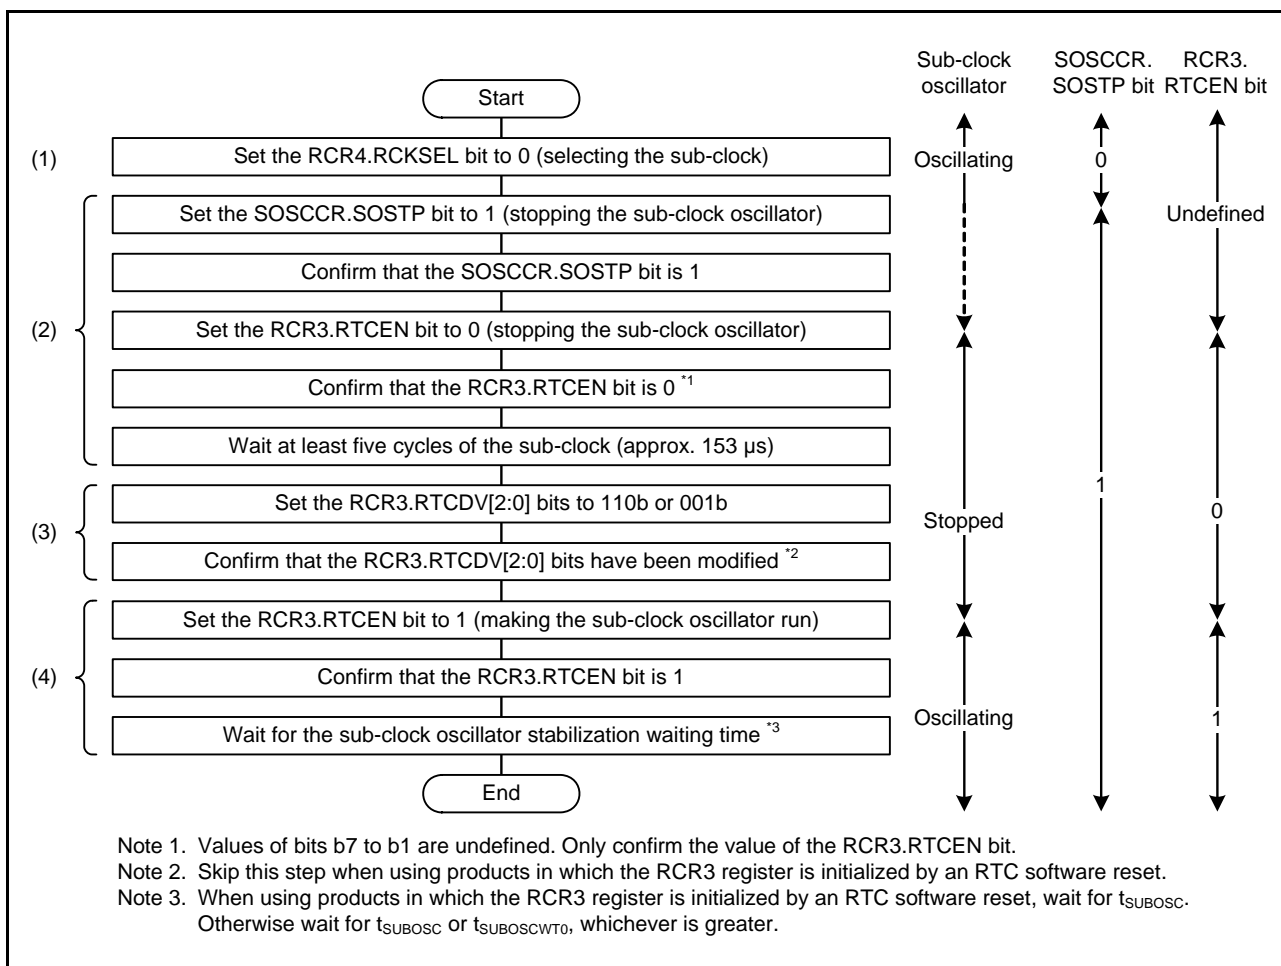 Sub-clock oscillator
SOSCCR. SOSTP bit
RCR3. RTCEN bit
Start
(1)
Set the RCR4.RCKSEL bit to 0 (selecting the sub-clock)
Oscillating
0
Set the SOSCCR.SOSTP bit to 1 (stopping the sub-clock oscillator)
Undefined
Confirm that the SOSCCR.SOSTP bit is 1
(2)
Set the RCR3.RTCEN bit to 0 (stopping the sub-clock oscillator)
Confirm that the RCR3.RTCEN bit is 0 *1
Wait at least five cycles of the sub-clock (approx. 153 µs)
1
(3)
Set the RCR3.RTCDV[2:0] bits to 110b or 001b
Stopped
0
Confirm that the RCR3.RTCDV[2:0] bits have been modified *2
Set the RCR3.RTCEN bit to 1 (making the sub-clock oscillator run)
(4)
Confirm that the RCR3.RTCEN bit is 1
Oscillating
1
Wait for the sub-clock oscillator stabilization waiting time *3
End
Note 1. Values of bits b7 to b1 are undefined. Only confirm the value of the RCR3.RTCEN bit.
Note 2. Skip this step when using products in which the RCR3 register is initialized by an RTC software reset.
Note 3. When using products in which the RCR3 register is initialized by an RTC software reset, wait for tSUBOSC.
Otherwise wait for tSUBOSC or tSUBOSCWT0, whichever is greater.